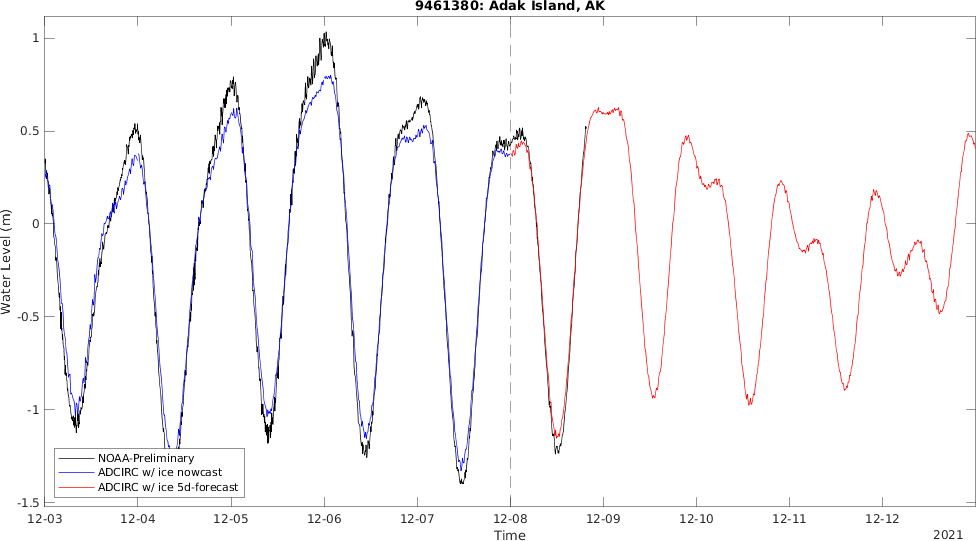 9461380: Adak Island, AK
Water Level (m)
1
0.5
0
-0.5
-1
-1.5
NOAA-Preliminary
ADCIRC w/ ice nowcast
ADCIRC w/ ice 5d-forecast
12-03 12-04 12-05 12-06 12-07 12-08 12-09 12-10 12-11 12-12
Time
2021